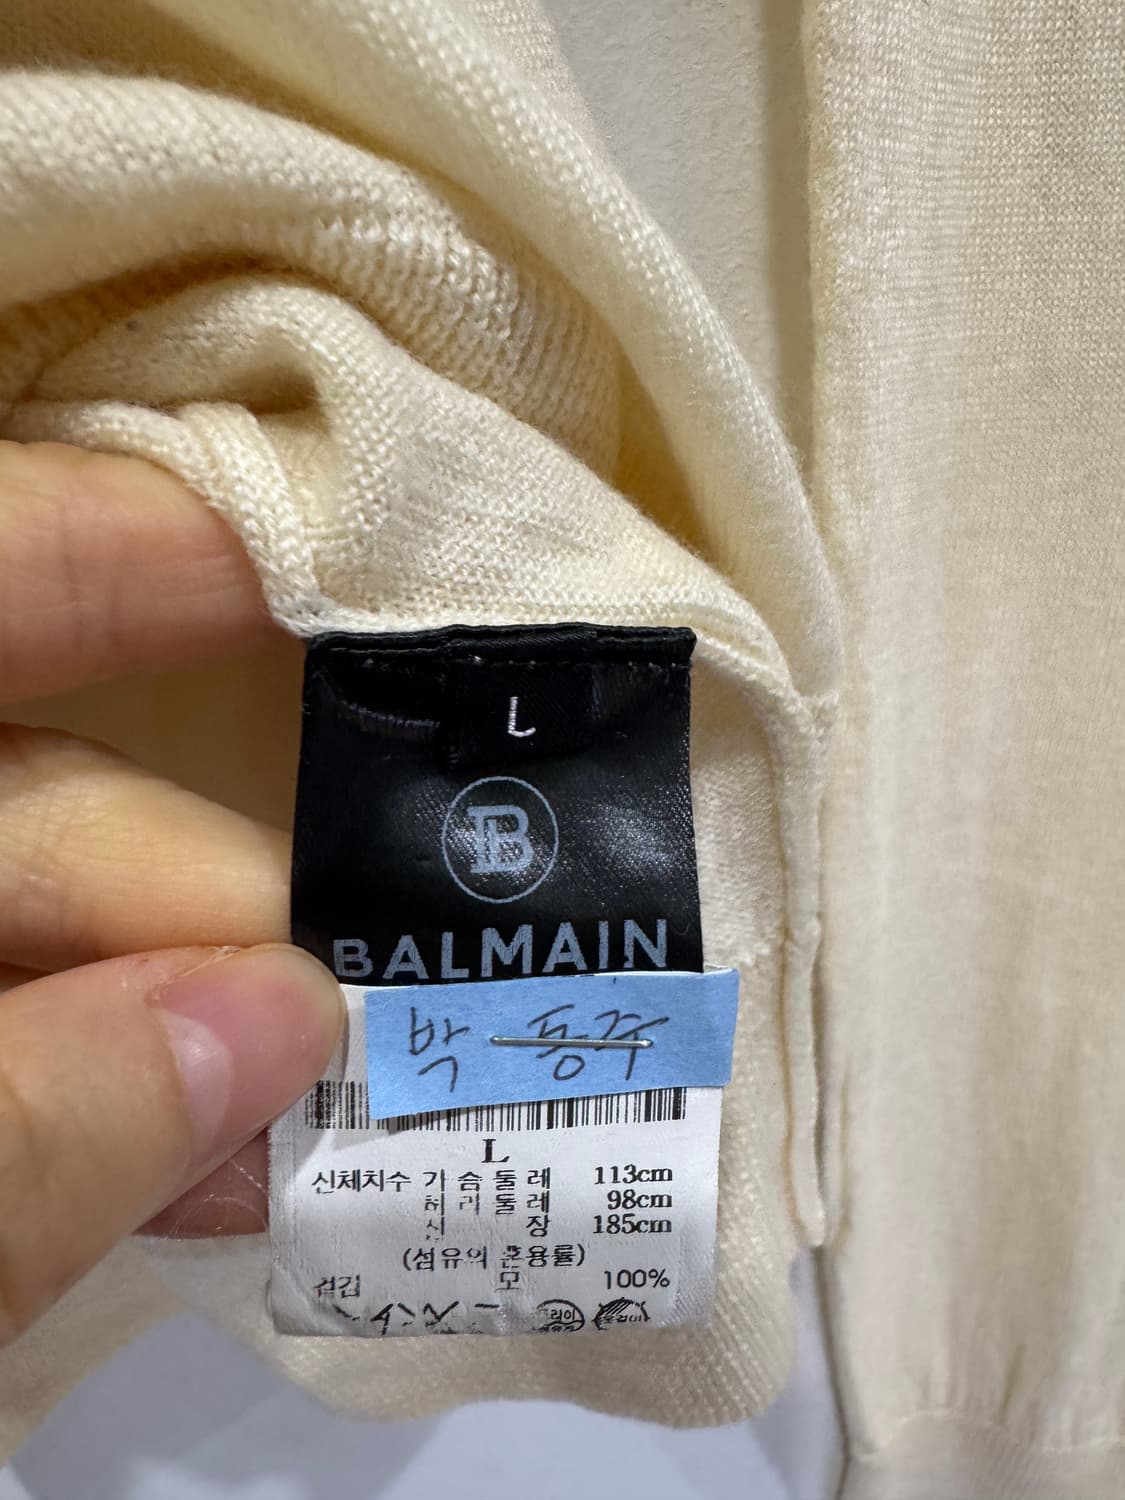 L
B
BALMAIN
박 동주
L
신체치수 가슴둘레 113cm
허리둘레 98cm
신장 185cm
(섬유의 혼용률)
겉감 모 100%